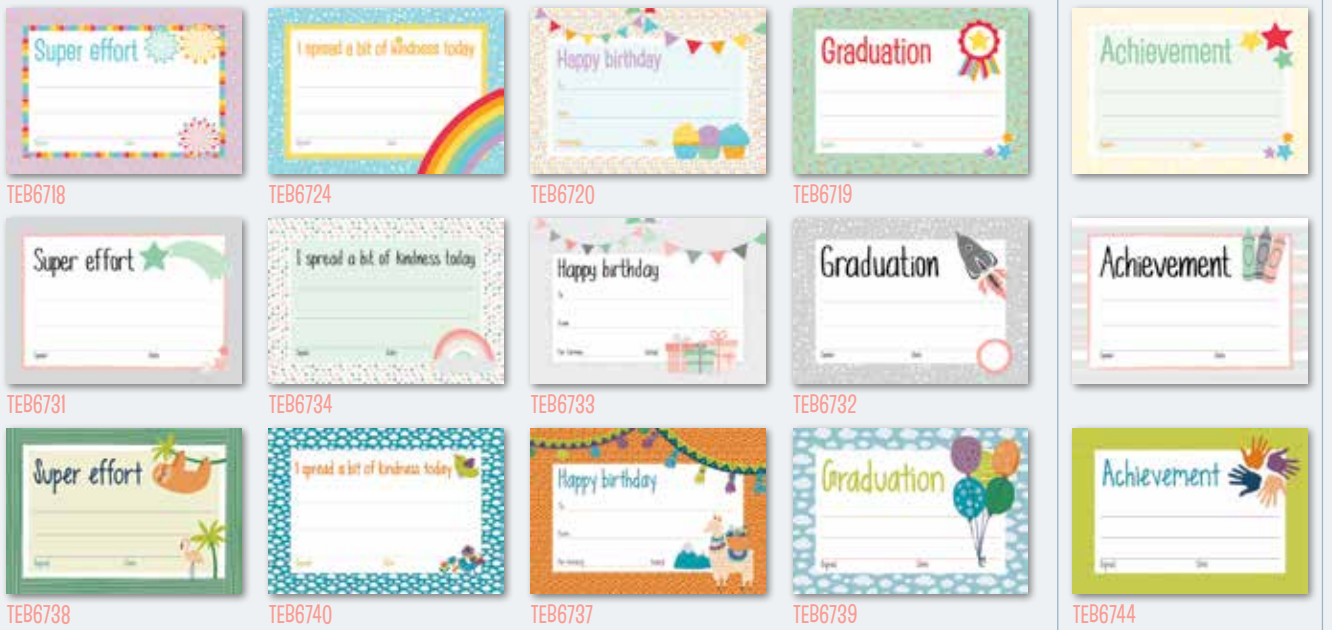 Super effort
I spread a bit of kindness today
Happy birthday
Graduation
Achievement
TEB6718
TEB6724
TEB6720
TEB6719
Super effort
I spread a bit of kindness today
Happy birthday
Graduation
Achievement
TEB6731
TEB6734
TEB6733
TEB6732
Super effort
I spread a bit of kindness today
Happy birthday
Graduation
Achievement
TEB6738
TEB6740
TEB6737
TEB6739
TEB6744